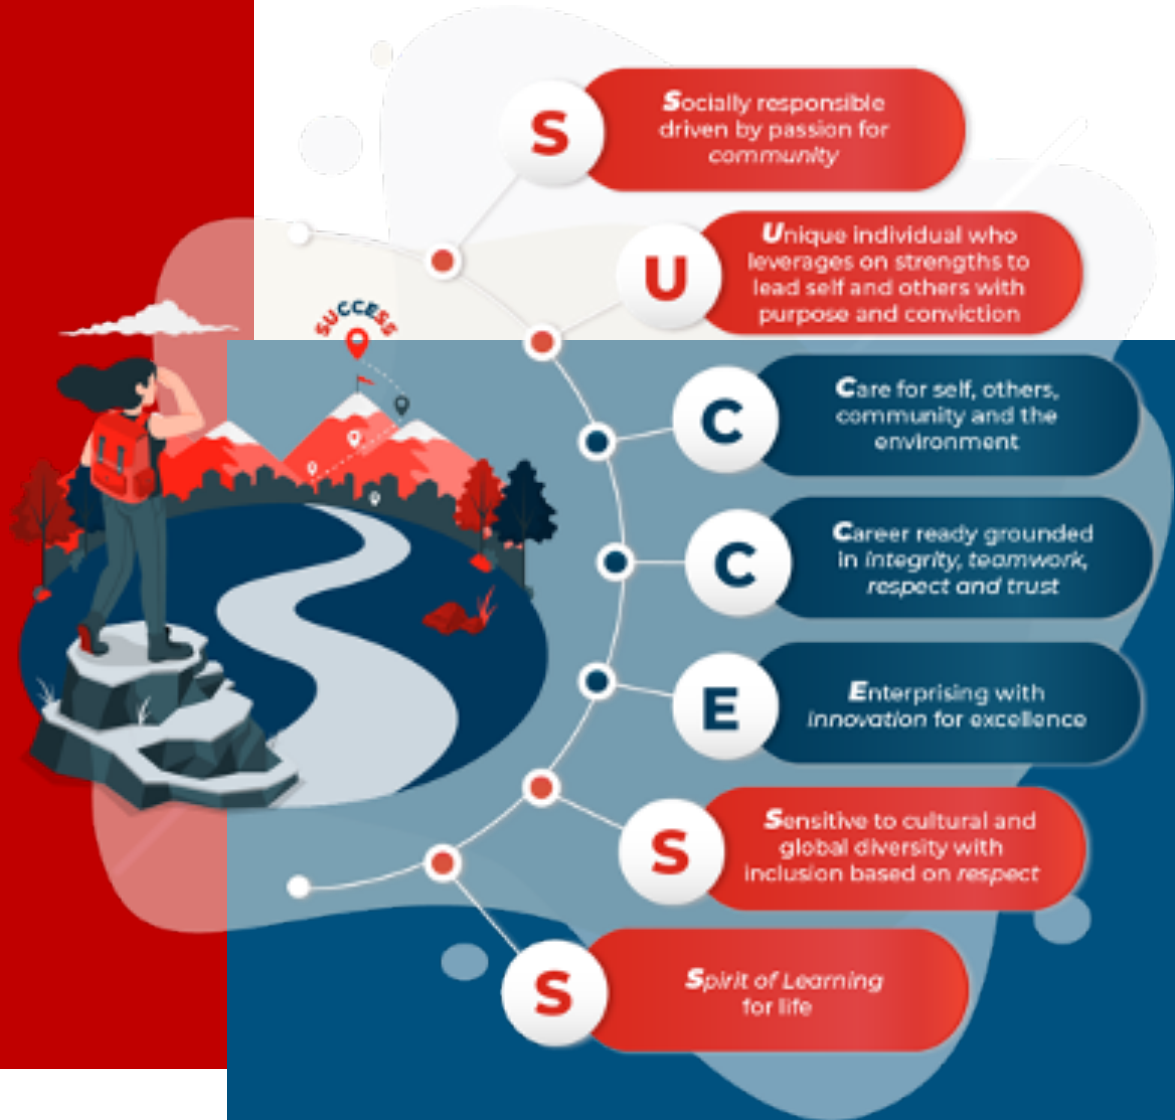 S
Socially responsible
driven by passion for
community
U
Unique individual who
leverages on strengths to
lead self and others with
purpose and conviction
SUCCESS
C
Care for self, others,
community and the
environment
C
Career ready grounded
in integrity, teamwork,
respect and trust
E
Enterprising with
innovation for excellence
S
Sensitive to cultural and
global diversity with
inclusion based on respect
S
Spirit of Learning
for life